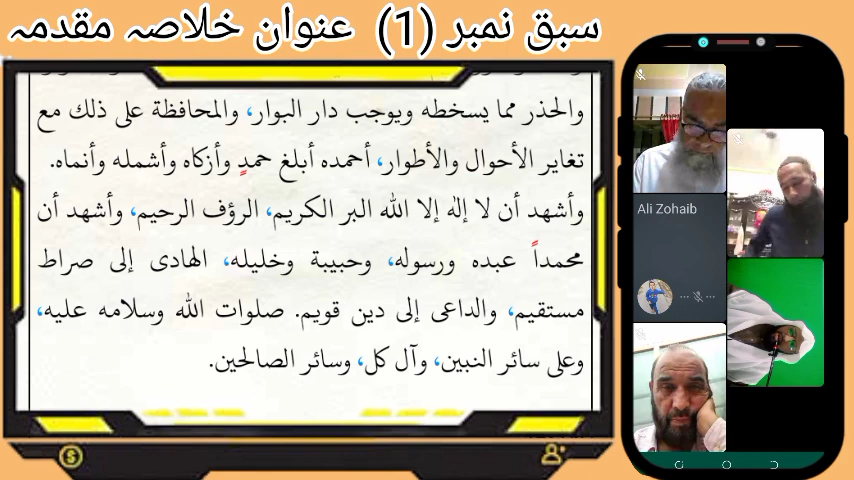 سبق نمبر (1) عنوان خلاصہ مقدمہ
والحذر مما يسخطه ويوجب دار البوار، والمحافظة على ذلك مع
تغاير الأحوال والأطوار، أحمده أبلغ حمدٍ وأزكاه وأشمله وأنماه.
وأشهد أن لا إله إلا الله البر الكريم، الرؤف الرحيم، وأشهد أن
محمداً عبده ورسوله، وحبيبة وخليله، الهادى إلى صراط
مستقيم، والداعى إلى دين قويم. صلوات الله وسلامه عليه،
وعلى سائر النبين، وآل كل، وسائر الصالحين.
Ali Zohaib